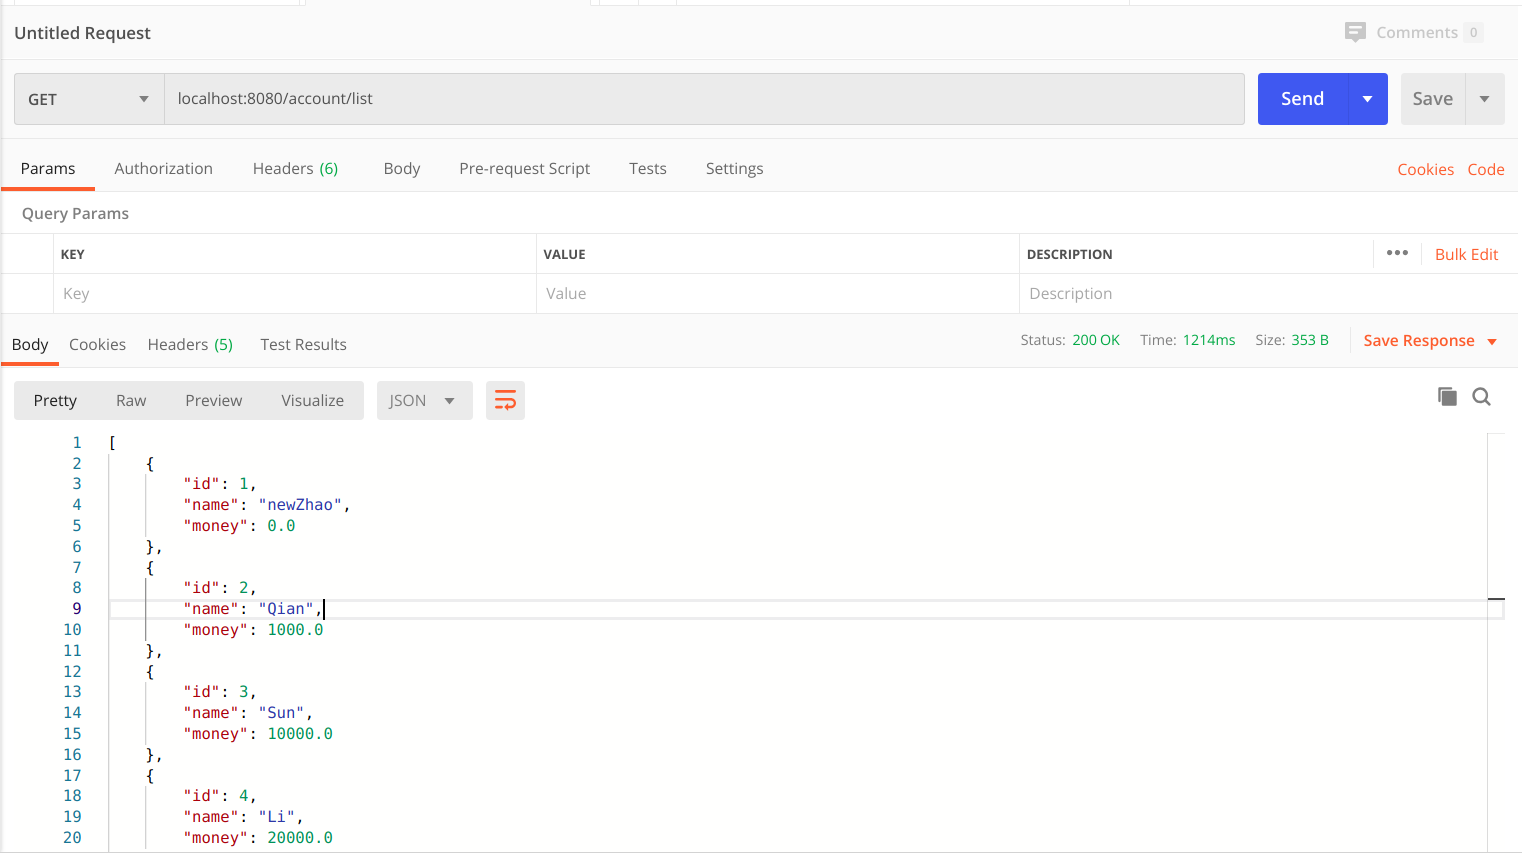 Untitled Request
Comments 0
GET localhost:8080/account/list Send Save
Params Authorization Headers (6) Body Pre-request Script Tests Settings Cookies Code
Query Params
KEY VALUE DESCRIPTION ••• Bulk Edit
Key Value Description
Body Cookies Headers (5) Test Results Status: 200 OK Time: 1214ms Size: 353 B Save Response
Pretty Raw Preview Visualize JSON
1 [
2 {
3 "id": 1,
4 "name": "newZhao",
5 "money": 0.0
6 },
7 {
8 "id": 2,
9 "name": "Qian",
10 "money": 1000.0
11 },
12 {
13 "id": 3,
14 "name": "Sun",
15 "money": 10000.0
16 },
17 {
18 "id": 4,
19 "name": "Li",
20 "money": 20000.0